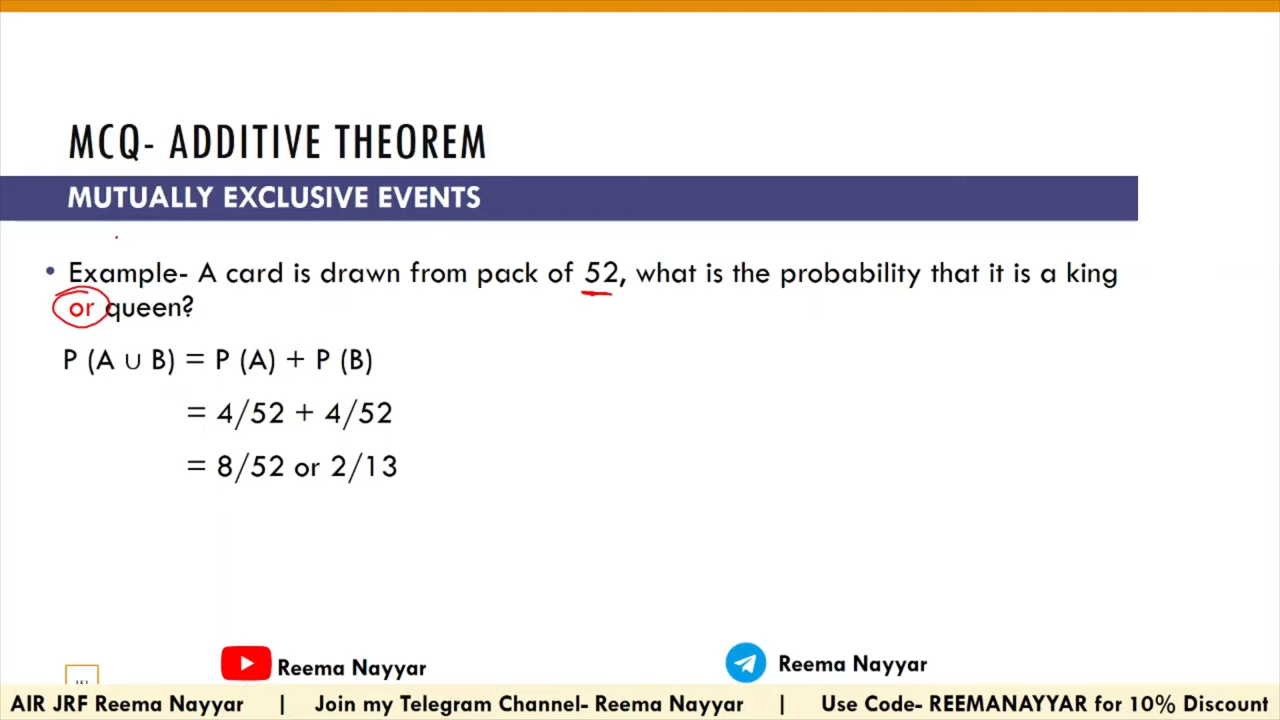 MCQ- ADDITIVE THEOREM
MUTUALLY EXCLUSIVE EVENTS
• Example- A card is drawn from pack of 52, what is the probability that it is a king
or queen?
P (A ∪ B) = P (A) + P (B)
= 4/52 + 4/52
= 8/52 or 2/13
Reema Nayyar
Reema Nayyar
AIR JRF Reema Nayyar | Join my Telegram Channel- Reema Nayyar | Use Code- REEMANAYYAR for 10% Discount